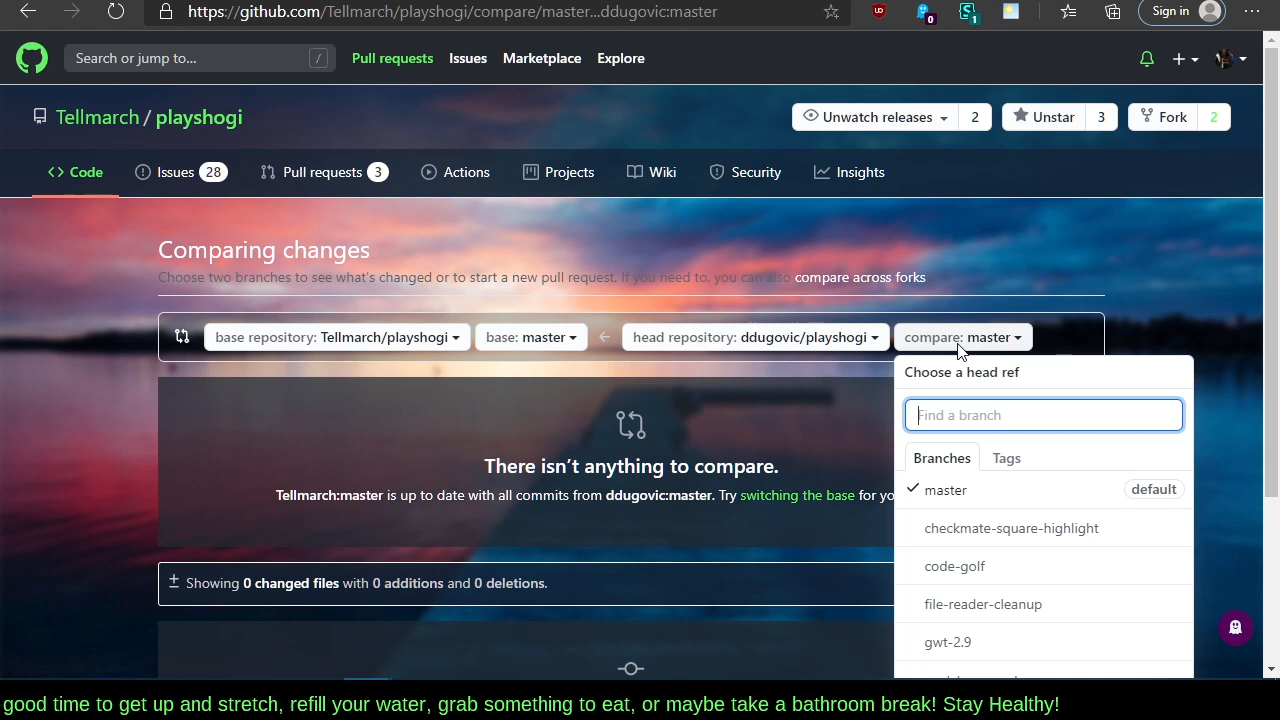 https://github.com/Tellmarch/playshogi/compare/master...ddugovic:master
0
1
Sign in
Search or jump to...
/
Pull requests
Issues
Marketplace
Explore
Tellmarch / playshogi
Unwatch releases 2
Unstar 3
Fork 2
Code
Issues 28
Pull requests 3
Actions
Projects
Wiki
Security
Insights
Comparing changes
Choose two branches to see what's changed or to start a new pull request. If you need to, you can also compare across forks
base repository: Tellmarch/playshogi
base: master
head repository: ddugovic/playshogi
compare: master
Choose a head ref
Find a branch
Branches
Tags
master default
checkmate-square-highlight
code-golf
file-reader-cleanup
gwt-2.9
There isn't anything to compare.
Tellmarch:master is up to date with all commits from ddugovic:master. Try switching the base for yo
Showing 0 changed files with 0 additions and 0 deletions.
good time to get up and stretch, refill your water, grab something to eat, or maybe take a bathroom break! Stay Healthy!